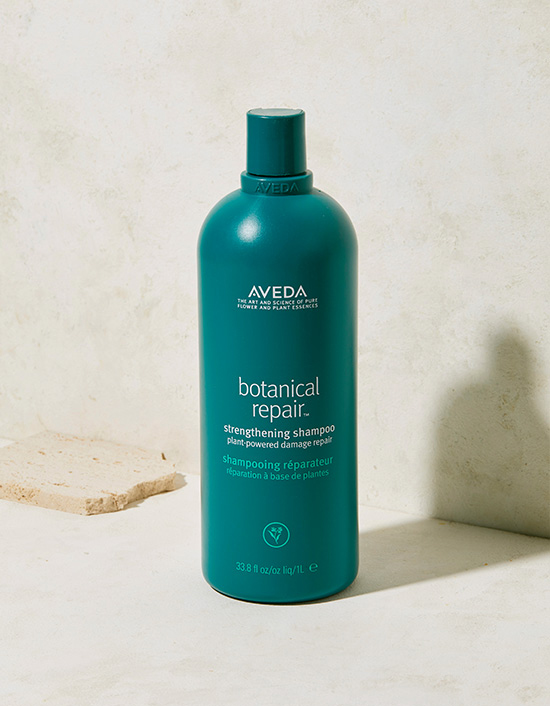 AVEDA
AVEDA
THE ART AND SCIENCE OF PURE
FLOWER AND PLANT ESSENCES
botanical
repair™
strengthening shampoo
plant-powered damage repair
shampooing réparateur
réparation à base de plantes
33.8 fl oz/oz liq/1L ℮